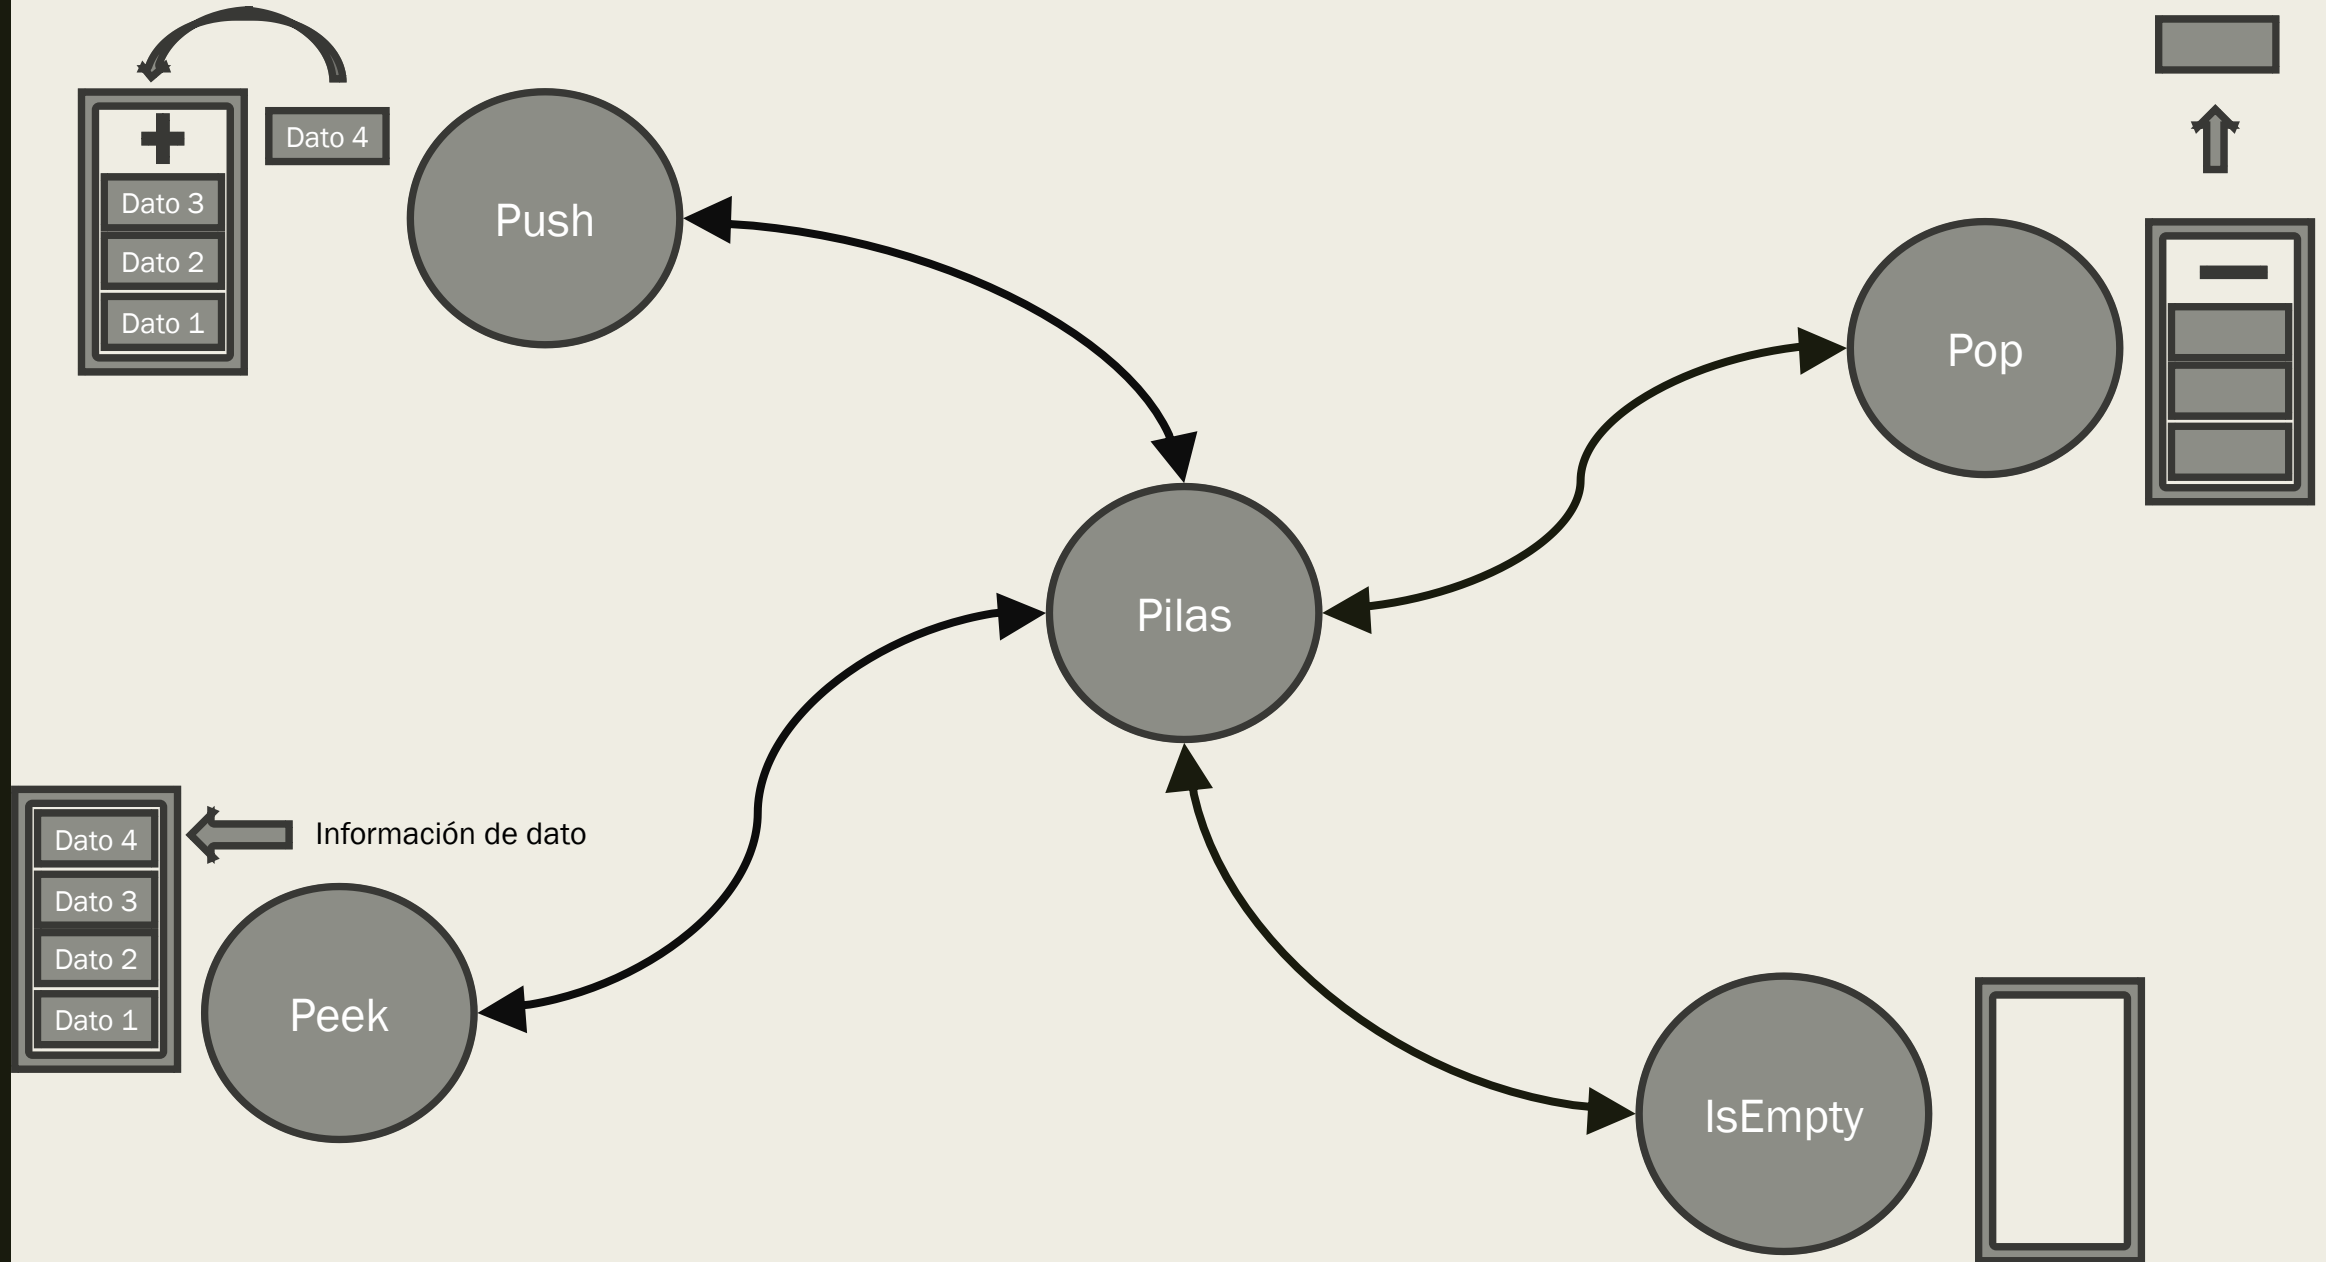 Dato 4
Dato 3
Dato 2
Dato 1
Push
Pop
Pilas
Información de dato
Dato 4
Dato 3
Dato 2
Dato 1
Peek
IsEmpty